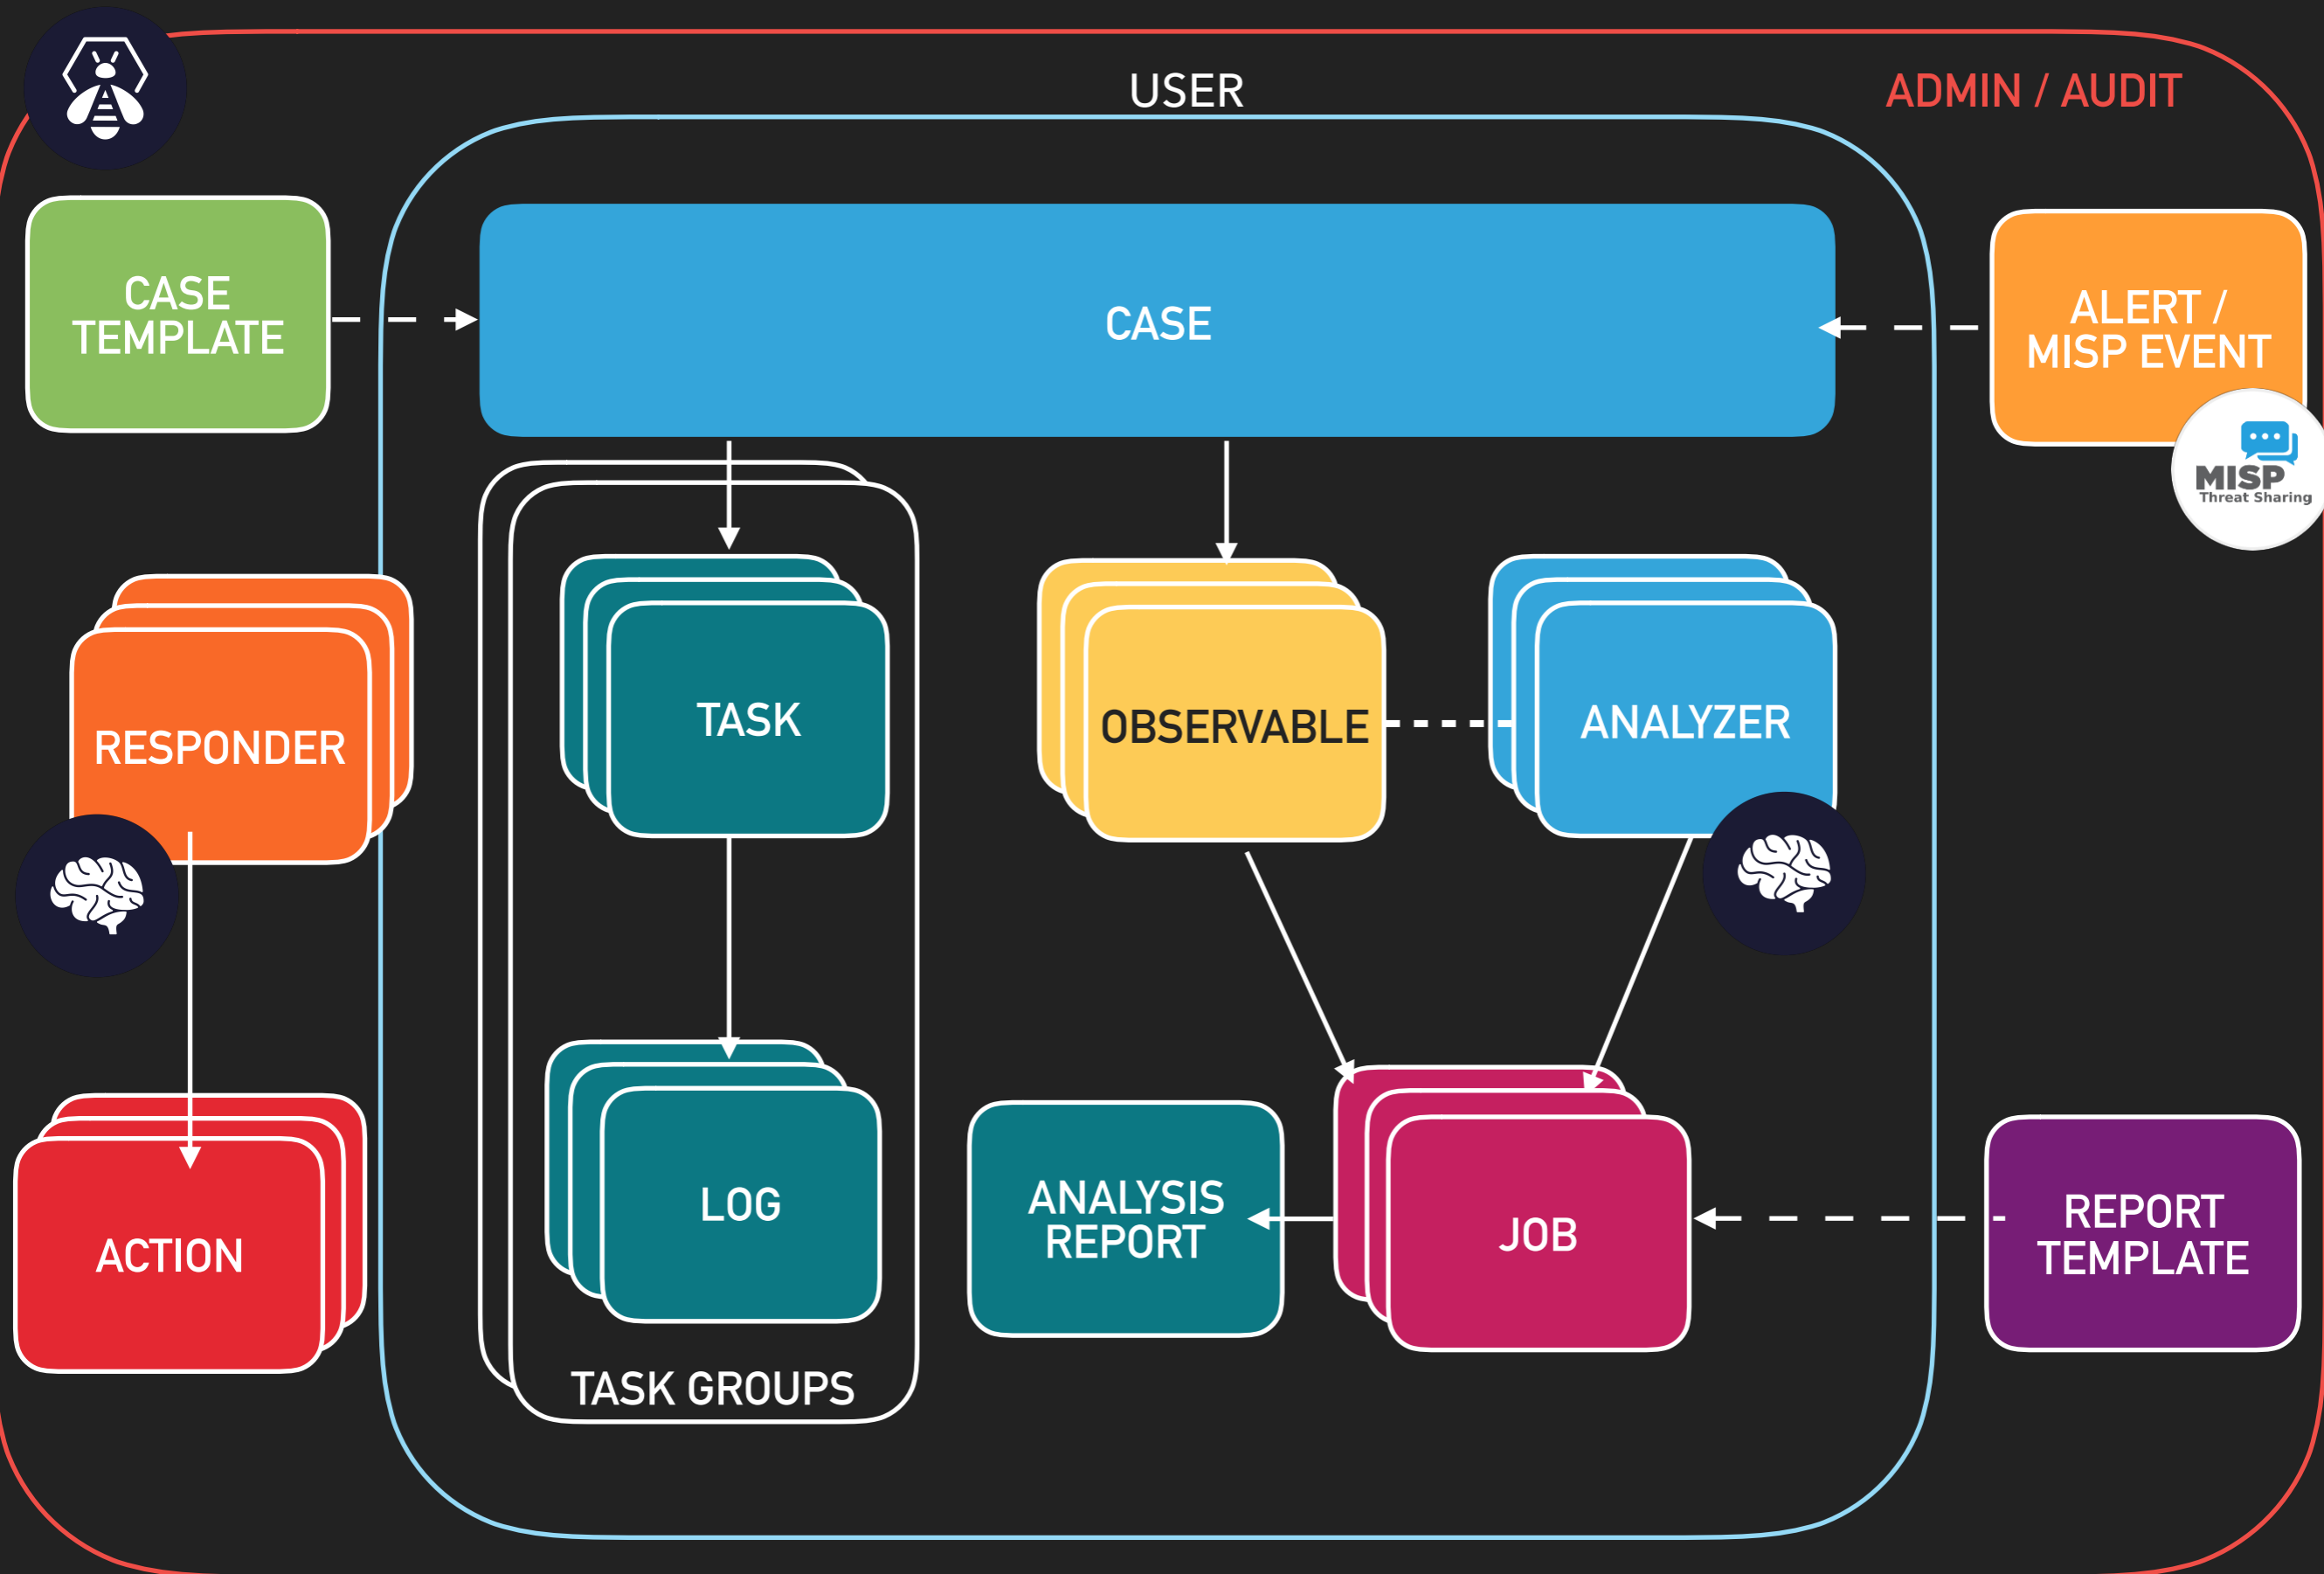 USER
ADMIN / AUDIT
CASE
TEMPLATE
CASE
ALERT /
MISP EVENT
MISP
Threat Sharing
RESPONDER
TASK
OBSERVABLE
ANALYZER
ACTION
LOG
ANALYSIS
REPORT
JOB
REPORT
TEMPLATE
TASK GROUPS